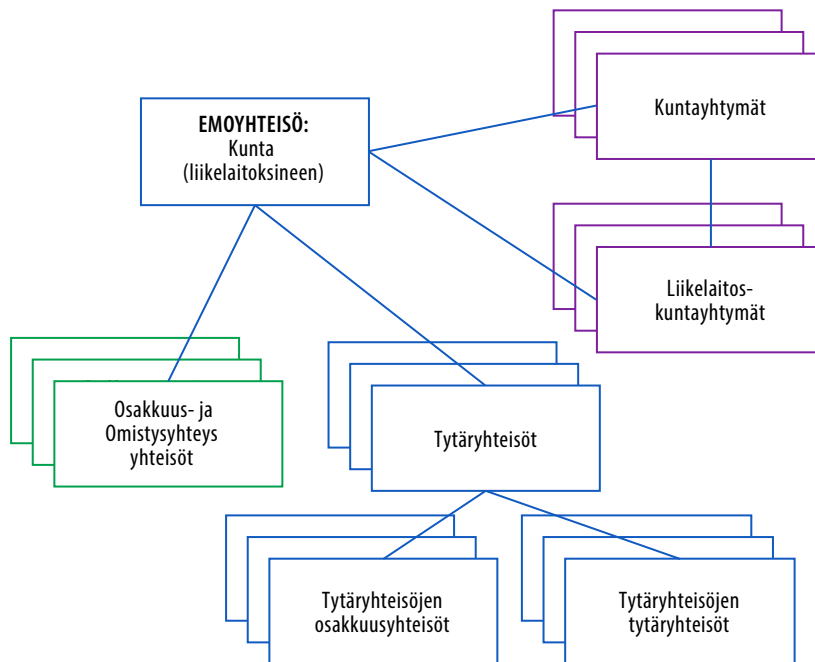 EMOYHTEISÖ:
Kunta
(liikelaitoksineen)
Kuntayhtymät
Liikelaitos-
kuntayhtymät
Osakkuus- ja
Omistysyhteys
yhteisöt
Tytäryhteisöt
Tytäryhteisöjen
osakkuusyhteisöt
Tytäryhteisöjen
tytäryhteisöt